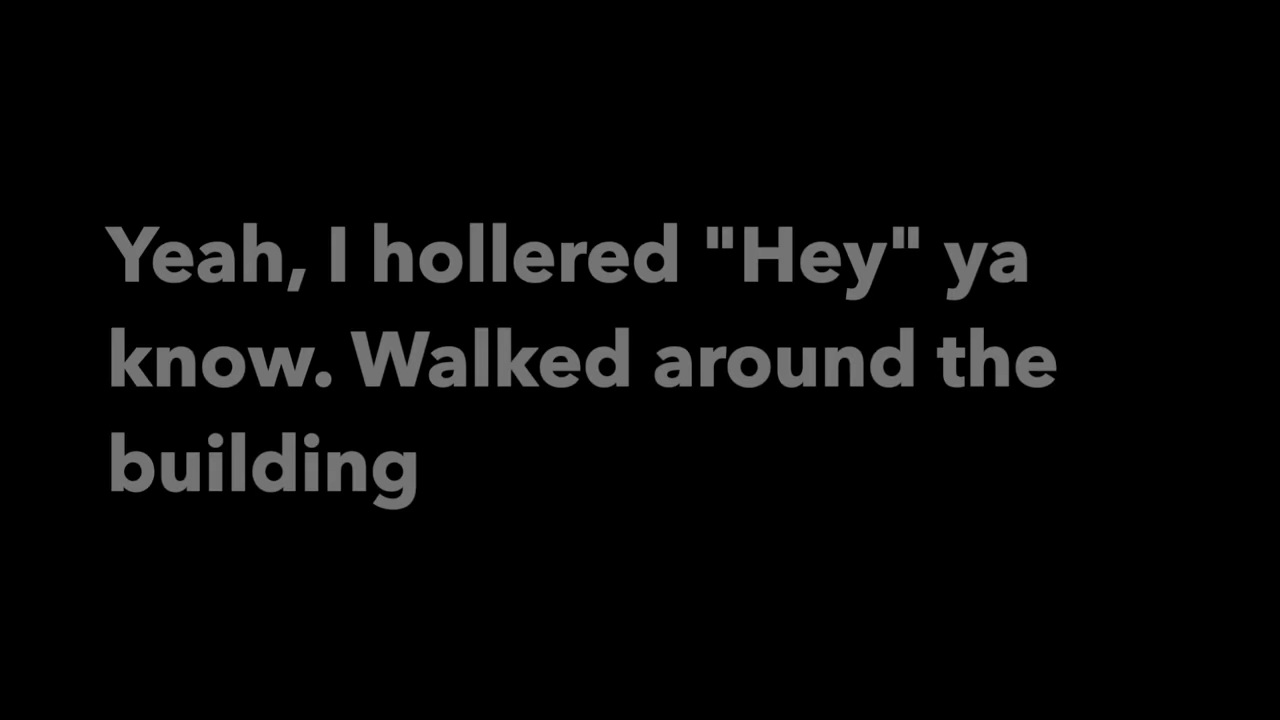 Yeah, I hollered "Hey" ya
know. Walked around the
building